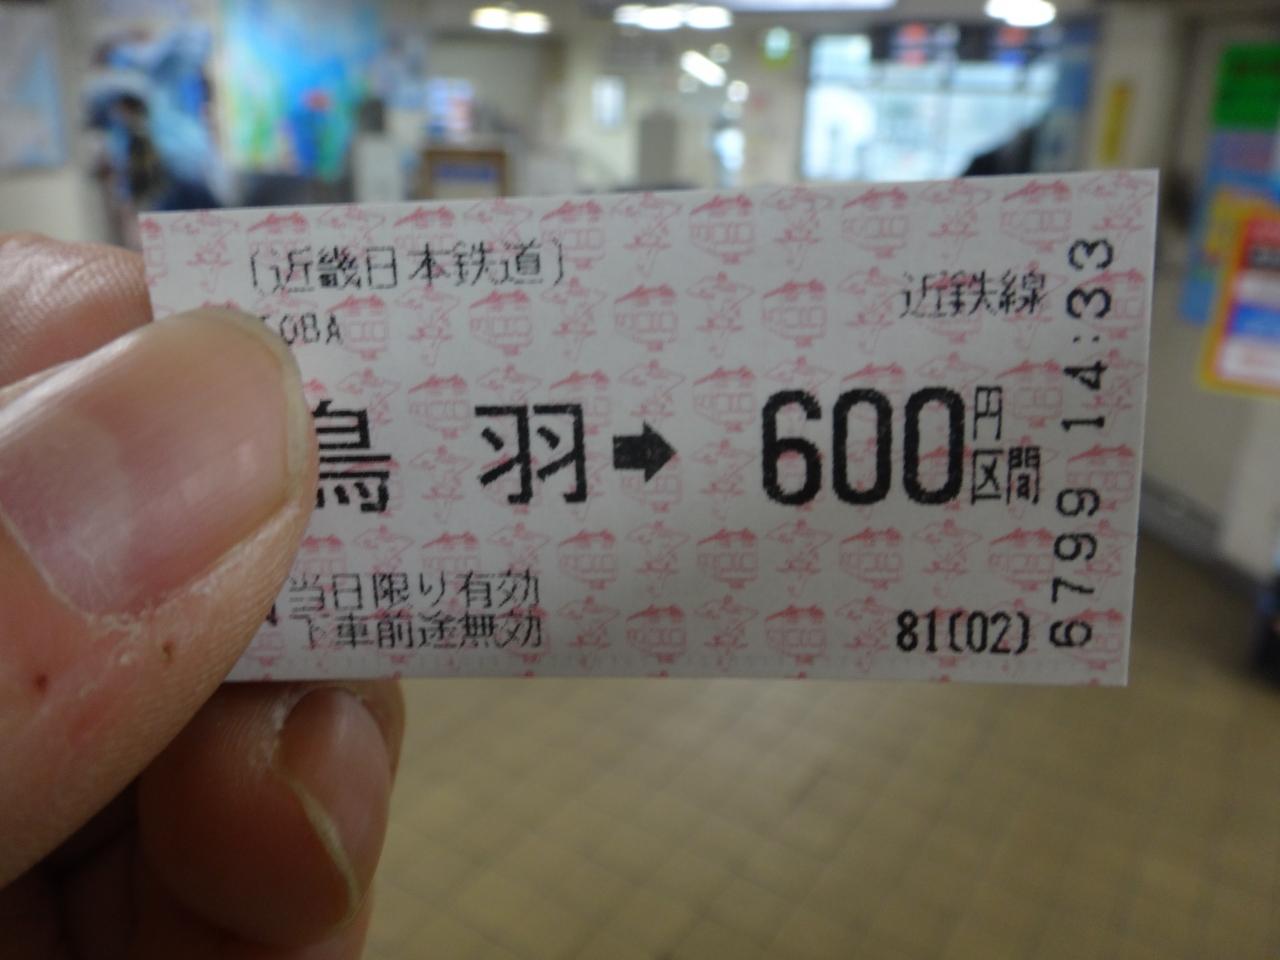 〔近畿日本鉄道〕
近鉄線
OBA
鳥 羽 ➡ 600円区間
当日限り有効
下車前途無効
81(02)
6799 14:33